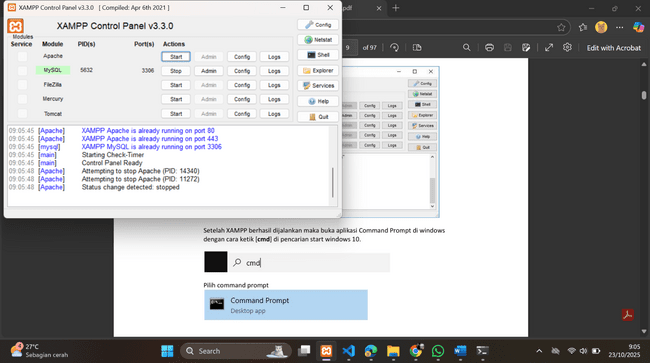 XAMPP Control Panel v3.3.0 [ Compiled: Apr 6th 2021 ]
.pdf
XAMPP Control Panel v3.3.0
Config
Modules
Service Module PID(s) Port(s) Actions
Netstat
Apache Start Admin Config Logs
Shell
MySQL 5632 3306 Stop Admin Config Logs
Explorer
FileZilla Start Admin Config Logs
Services
Mercury Start Admin Config Logs
Help
Tomcat Start Admin Config Logs
Quit
09:05:45 [Apache] XAMPP Apache is already running on port 80
09:05:45 [Apache] XAMPP Apache is already running on port 443
09:05:45 [mysql] XAMPP MySQL is already running on port 3306
09:05:45 [main] Starting Check-Timer
09:05:45 [main] Control Panel Ready
09:05:48 [Apache] Attempting to stop Apache (PID: 14340)
09:05:48 [Apache] Attempting to stop Apache (PID: 11272)
09:05:48 [Apache] Status change detected: stopped
9 of 97
Edit with Acrobat
Config
Netstat
Config Logs Shell
Config Logs Explorer
Config Logs Services
Config Logs Help
Config Logs Quit
Setelah XAMPP berhasil dijalankan maka buka aplikasi Command Prompt di windows
dengan cara ketik [cmd] di pencarian start windows 10.
cmd
Pilih command prompt
Command Prompt
Desktop app
27°C
Sebagian cerah
Search
9:05
23/10/2025